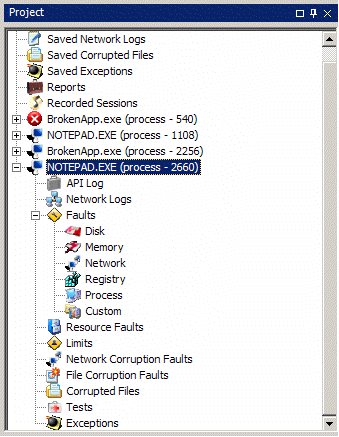 Project
Saved Network Logs
Saved Corrupted Files
Saved Exceptions
Reports
Recorded Sessions
BrokenApp.exe (process - 540)
NOTEPAD.EXE (process - 1108)
BrokenApp.exe (process - 2256)
NOTEPAD.EXE (process - 2660)
API Log
Network Logs
Faults
Disk
Memory
Network
Registry
Process
Custom
Resource Faults
Limits
Network Corruption Faults
File Corruption Faults
Corrupted Files
Tests
Exceptions